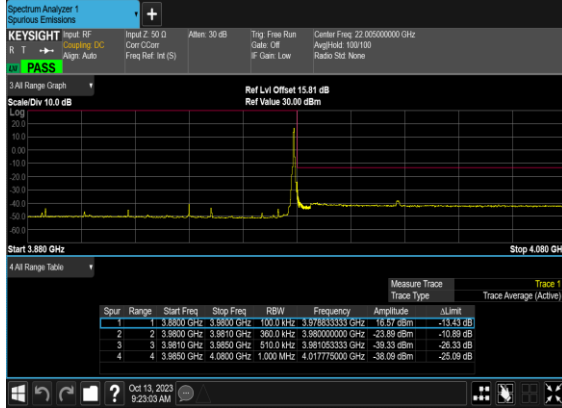 Spectrum Analyzer 1
Spurious Emissions
+
KEYSIGHT Input: RF Input Z: 50 Ω Atten: 30 dB Trig: Free Run Center Freq: 22.005000000 GHz
R T Coupling: DC Corr CCorr Gate: Off Avg|Hold: 100/100
Align: Auto Freq Ref: Int (S) IF Gain: Low Radio Std: None
PASS
3 All Range Graph
Ref Lvl Offset 15.81 dB
Scale/Div 10.0 dB Ref Value 30.00 dBm
Log
20.0
10.0
0.00
-10.0
-20.0
-30.0
-40.0
-50.0
-60.0
Start 3.880 GHz Stop 4.080 GH
4 All Range Table
Measure Trace Trace 1
Trace Type Trace Average (Active)
Spur Range Start Freq Stop Freq RBW Frequency Amplitude ΔLimit
1 1 3.8800 GHz 3.9800 GHz 100.0 kHz 3.978833333 GHz 16.57 dBm -13.43 dB
2 2 3.9800 GHz 3.9810 GHz 360.0 kHz 3.980000000 GHz -23.89 dBm -10.89 dB
3 3 3.9810 GHz 3.9850 GHz 510.0 kHz 3.981053333 GHz -39.33 dBm -26.33 dB
4 4 3.9850 GHz 4.0800 GHz 1.000 MHz 4.017775000 GHz -38.09 dBm -25.09 dB
? Oct 13, 2023
9:23:03 AM